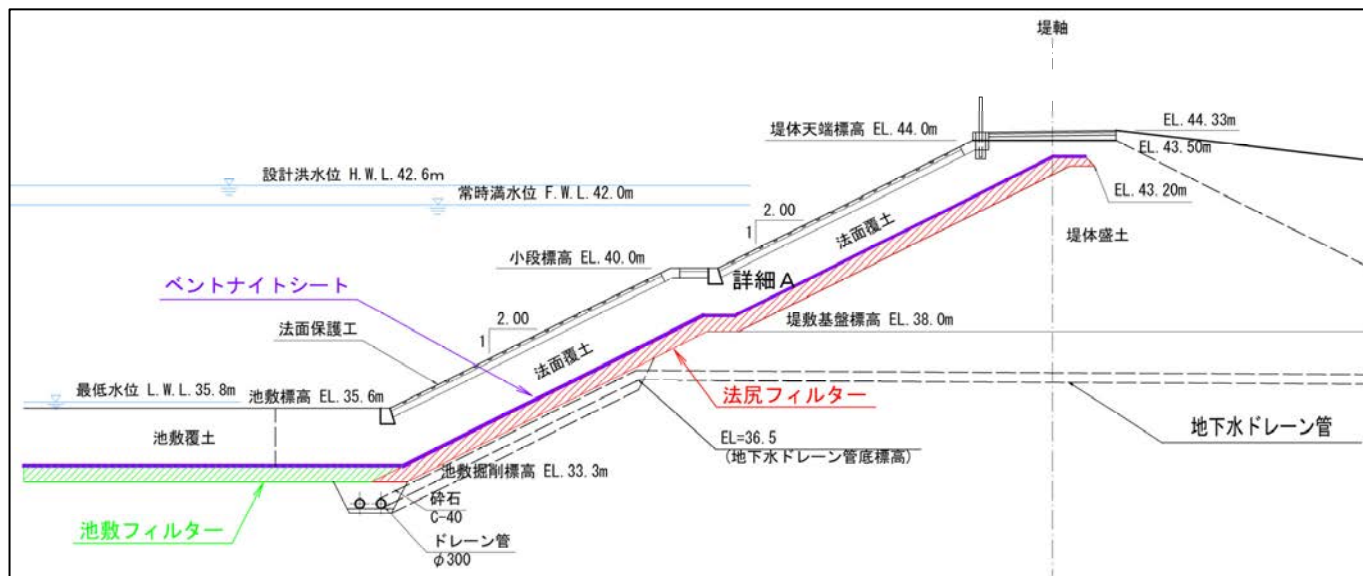 堤軸
堤体天端標高 EL.44.0m
EL.44.33m
EL.43.50m
設計洪水位 H.W.L.42.6m
常時満水位 F.W.L.42.0m
EL.43.20m
2.00
1
法面覆土
堤体盛土
小段標高 EL.40.0m
詳細A
ベントナイトシート
堤敷基盤標高 EL.38.0m
法面保護工
2.00
1
法面覆土
最低水位 L.W.L.35.8m
池敷標高 EL.35.6m
法尻フィルター
地下水ドレーン管
池敷覆土
EL=36.5
(地下水ドレーン管底標高)
池敷掘削標高 EL.33.3m
砕石
C-40
池敷フィルター
ドレーン管
φ300